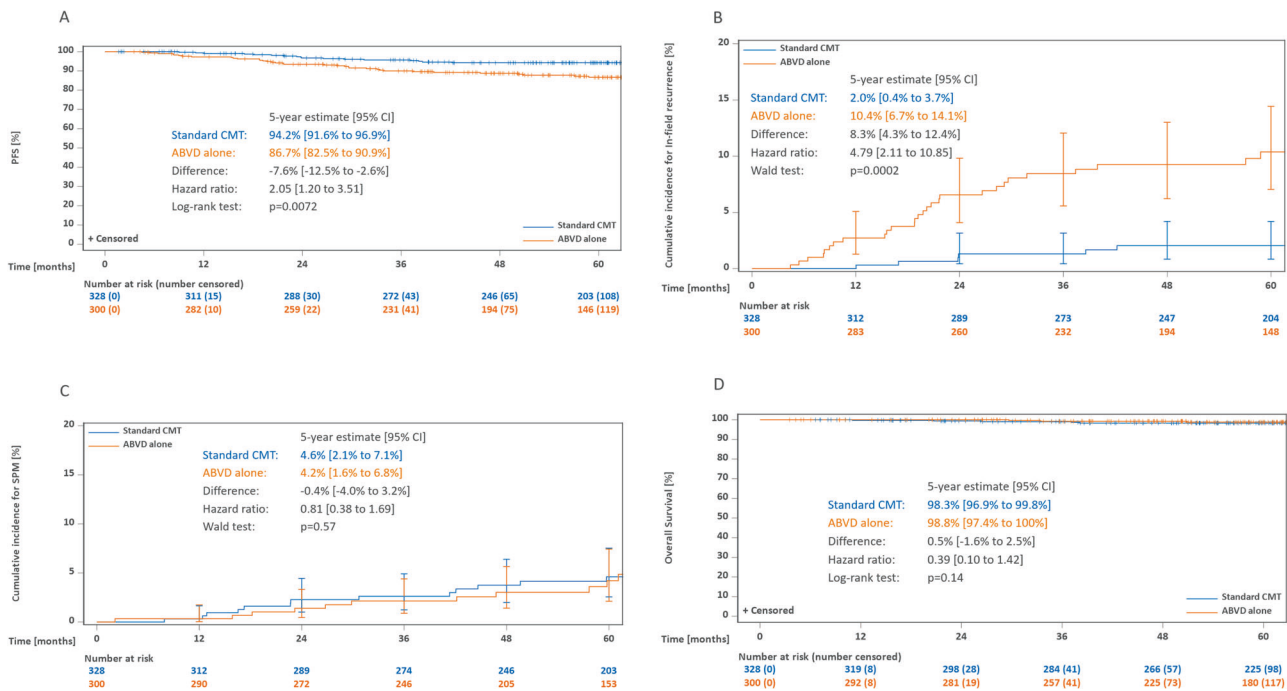 A
100
90
80
70
60
50
40
30
20
10
0
PFS [%]
5-year estimate [95% CI]
Standard CMT: 94.2% [91.6% to 96.9%]
ABVD alone: 86.7% [82.5% to 90.9%]
Difference: -7.6% [-12.5% to -2.6%]
Hazard ratio: 2.05 [1.20 to 3.51]
Log-rank test: p=0.0072
+ Censored
Standard CMT
ABVD alone
Time [months] 0 12 24 36 48 60
Number at risk (number censored)
328 (0) 311 (15) 288 (30) 272 (43) 246 (65) 203 (108)
300 (0) 282 (10) 259 (22) 231 (41) 194 (75) 146 (119)
B
20
15
10
5
0
Cumulative incidence for In-field recurrence [%]
Standard CMT
ABVD alone
5-year estimate [95% CI]
Standard CMT: 2.0% [0.4% to 3.7%]
ABVD alone: 10.4% [6.7% to 14.1%]
Difference: 8.3% [4.3% to 12.4%]
Hazard ratio: 4.79 [2.11 to 10.85]
Wald test: p=0.0002
Time [months] 0 12 24 36 48 60
Number at risk
328 312 289 273 247 204
300 283 260 232 194 148
C
20
15
10
5
0
Cumulative incidence for SPM [%]
Standard CMT
ABVD alone
5-year estimate [95% CI]
Standard CMT: 4.6% [2.1% to 7.1%]
ABVD alone: 4.2% [1.6% to 6.8%]
Difference: -0.4% [-4.0% to 3.2%]
Hazard ratio: 0.81 [0.38 to 1.69]
Wald test: p=0.57
Time [months] 0 12 24 36 48 60
Number at risk
328 312 289 274 246 203
300 290 272 246 205 153
D
100
90
80
70
60
50
40
30
20
10
0
Overall Survival [%]
5-year estimate [95% CI]
Standard CMT: 98.3% [96.9% to 99.8%]
ABVD alone: 98.8% [97.4% to 100%]
Difference: 0.5% [-1.6% to 2.5%]
Hazard ratio: 0.39 [0.10 to 1.42]
Log-rank test: p=0.14
+ Censored
Standard CMT
ABVD alone
Time [months] 0 12 24 36 48 60
Number at risk (number censored)
328 (0) 319 (8) 298 (28) 284 (41) 266 (57) 225 (98)
300 (0) 292 (8) 281 (19) 257 (41) 225 (73) 180 (117)